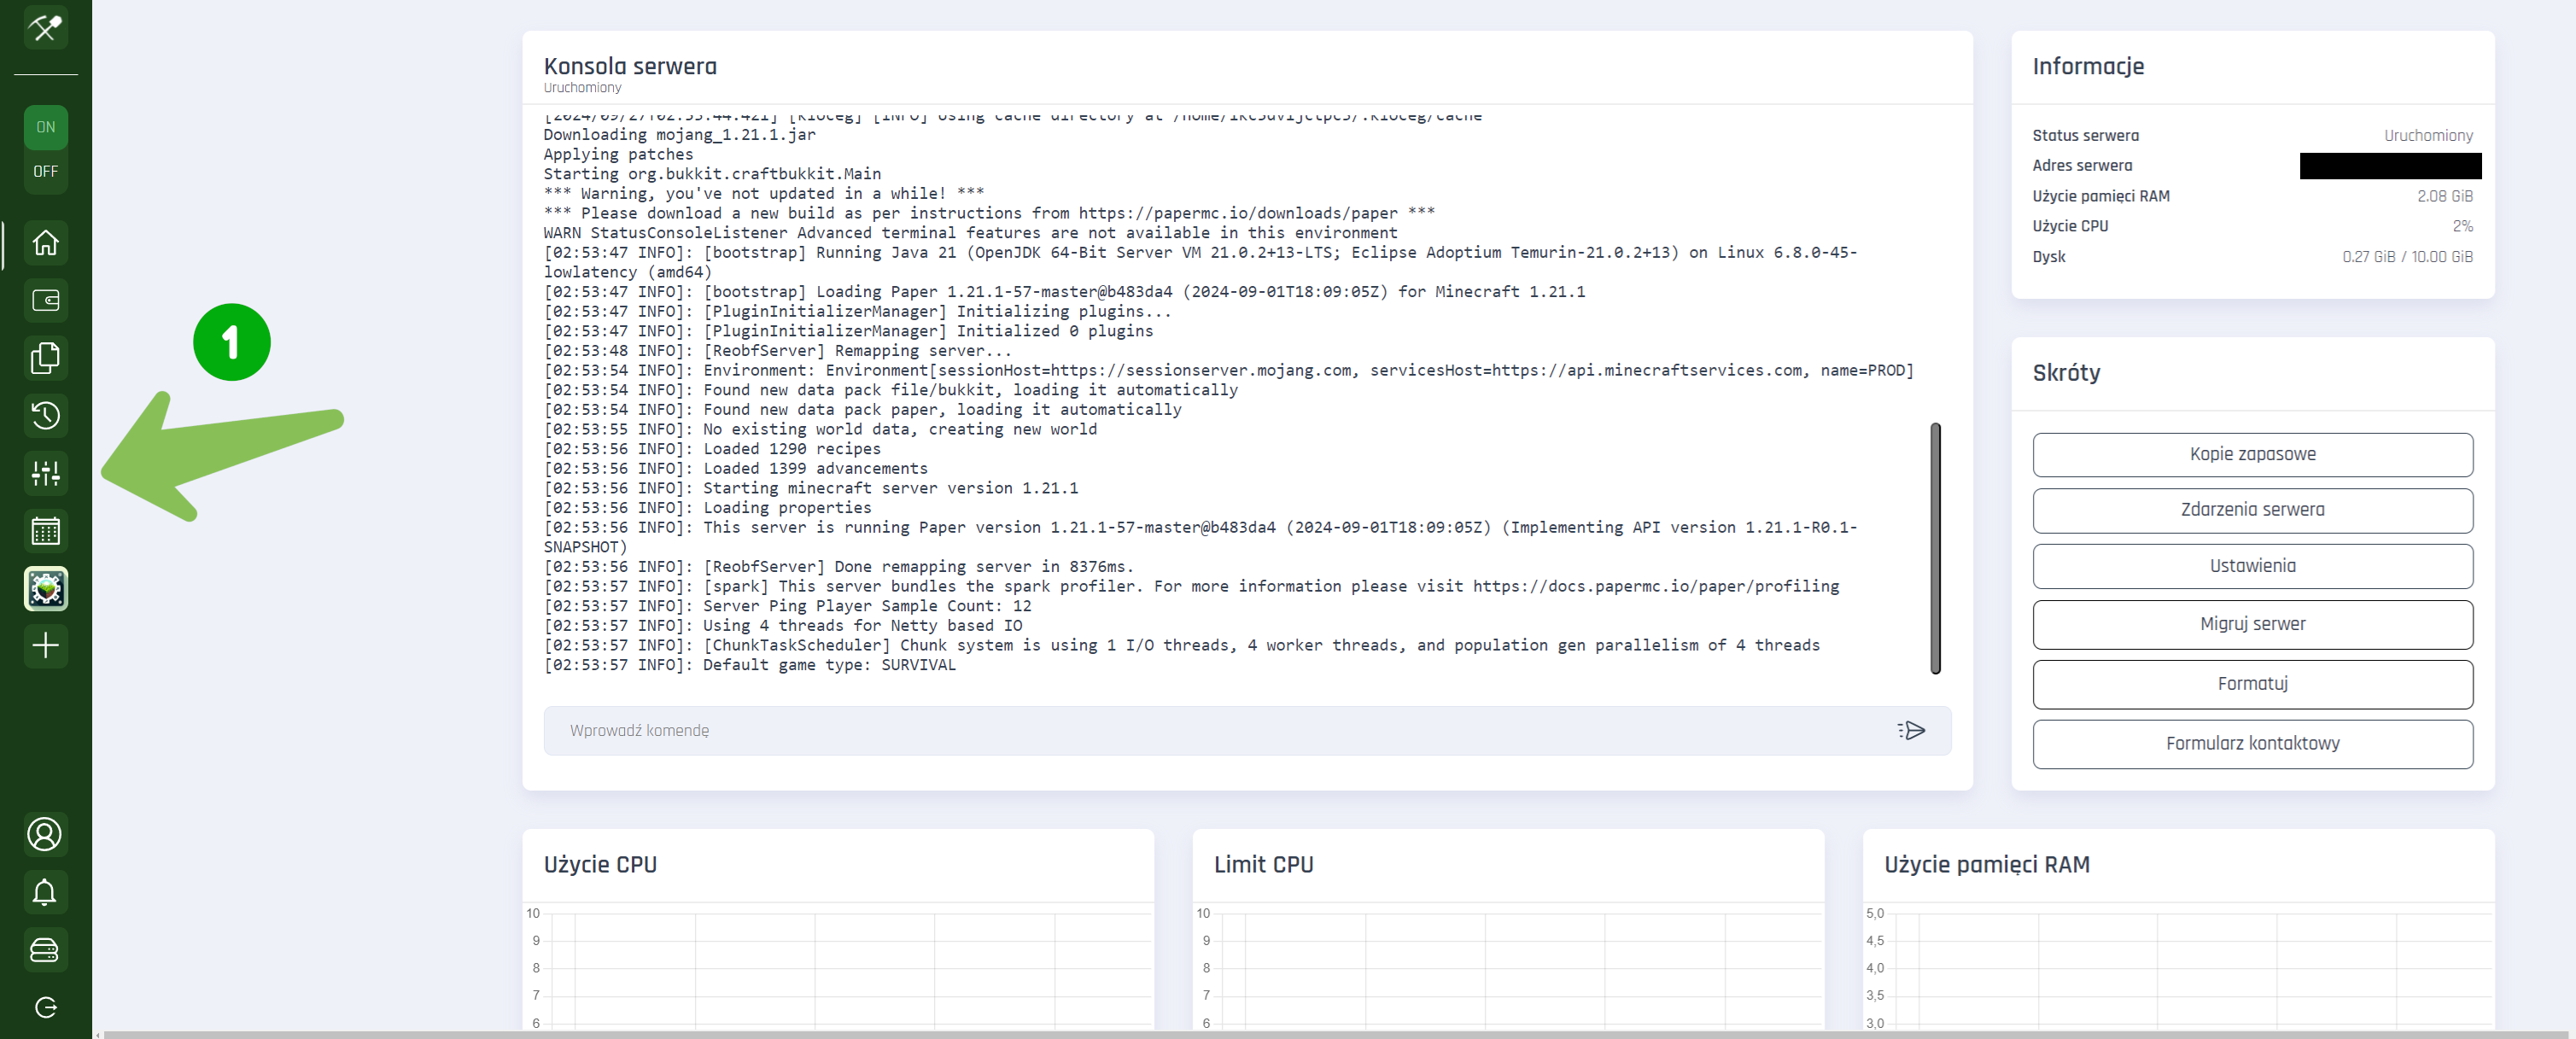 ON
OFF
1
Konsola serwera
Uruchomiony
Downloading mojang_1.21.1.jar
Applying patches
Starting org.bukkit.craftbukkit.Main
*** Warning, you've not updated in a while! ***
*** Please download a new build as per instructions from https://papermc.io/downloads/paper ***
WARN StatusConsoleListener Advanced terminal features are not available in this environment
[02:53:47 INFO]: [bootstrap] Running Java 21 (OpenJDK 64-Bit Server VM 21.0.2+13-LTS; Eclipse Adoptium Temurin-21.0.2+13) on Linux 6.8.0-45-
lowlatency (amd64)
[02:53:47 INFO]: [bootstrap] Loading Paper 1.21.1-57-master@b483da4 (2024-09-01T18:09:05Z) for Minecraft 1.21.1
[02:53:47 INFO]: [PluginInitializerManager] Initializing plugins...
[02:53:47 INFO]: [PluginInitializerManager] Initialized 0 plugins
[02:53:48 INFO]: [ReobfServer] Remapping server...
[02:53:54 INFO]: Environment: Environment[sessionHost=https://sessionserver.mojang.com, servicesHost=https://api.minecraftservices.com, name=PROD]
[02:53:54 INFO]: Found new data pack file/bukkit, loading it automatically
[02:53:54 INFO]: Found new data pack paper, loading it automatically
[02:53:55 INFO]: No existing world data, creating new world
[02:53:56 INFO]: Loaded 1290 recipes
[02:53:56 INFO]: Loaded 1399 advancements
[02:53:56 INFO]: Starting minecraft server version 1.21.1
[02:53:56 INFO]: Loading properties
[02:53:56 INFO]: This server is running Paper version 1.21.1-57-master@b483da4 (2024-09-01T18:09:05Z) (Implementing API version 1.21.1-R0.1-
SNAPSHOT)
[02:53:56 INFO]: [ReobfServer] Done remapping server in 8376ms.
[02:53:57 INFO]: [spark] This server bundles the spark profiler. For more information please visit https://docs.papermc.io/paper/profiling
[02:53:57 INFO]: Server Ping Player Sample Count: 12
[02:53:57 INFO]: Using 4 threads for Netty based IO
[02:53:57 INFO]: [ChunkTaskScheduler] Chunk system is using 1 I/O threads, 4 worker threads, and population gen parallelism of 4 threads
[02:53:57 INFO]: Default game type: SURVIVAL
Wprowadź komendę
Informacje
Status serwera Uruchomiony
Adres serwera
Użycie pamięci RAM 2.08 GiB
Użycie CPU 2%
Dysk 0.27 GiB / 10.00 GiB
Skróty
Kopie zapasowe
Zdarzenia serwera
Ustawienia
Migruj serwer
Formatuj
Formularz kontaktowy
Użycie CPU
10
9
8
7
6
Limit CPU
10
9
8
7
6
Użycie pamięci RAM
5,0
4,5
4,0
3,5
3,0